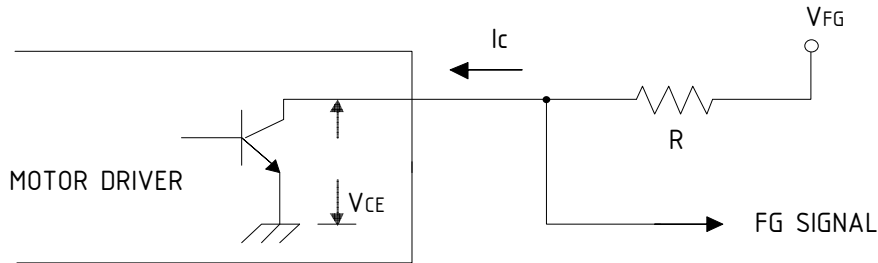 VFG
Ic
R
MOTOR DRIVER
VCE
FG SIGNAL